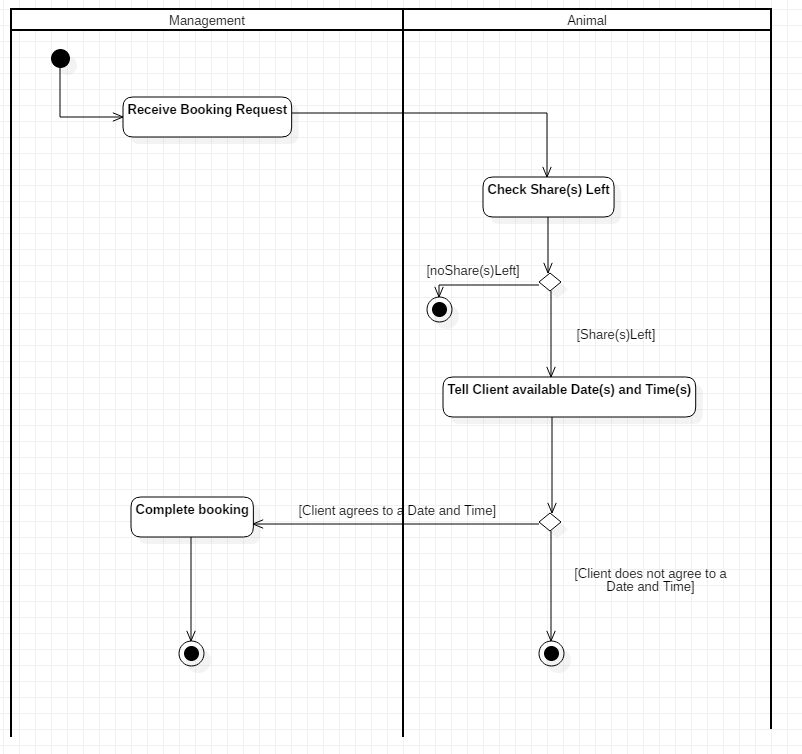 Management
Animal
Receive Booking Request
Check Share(s) Left
[noShare(s)Left]
[Share(s)Left]
Tell Client available Date(s) and Time(s)
Complete booking
[Client agrees to a Date and Time]
[Client does not agree to a
Date and Time]